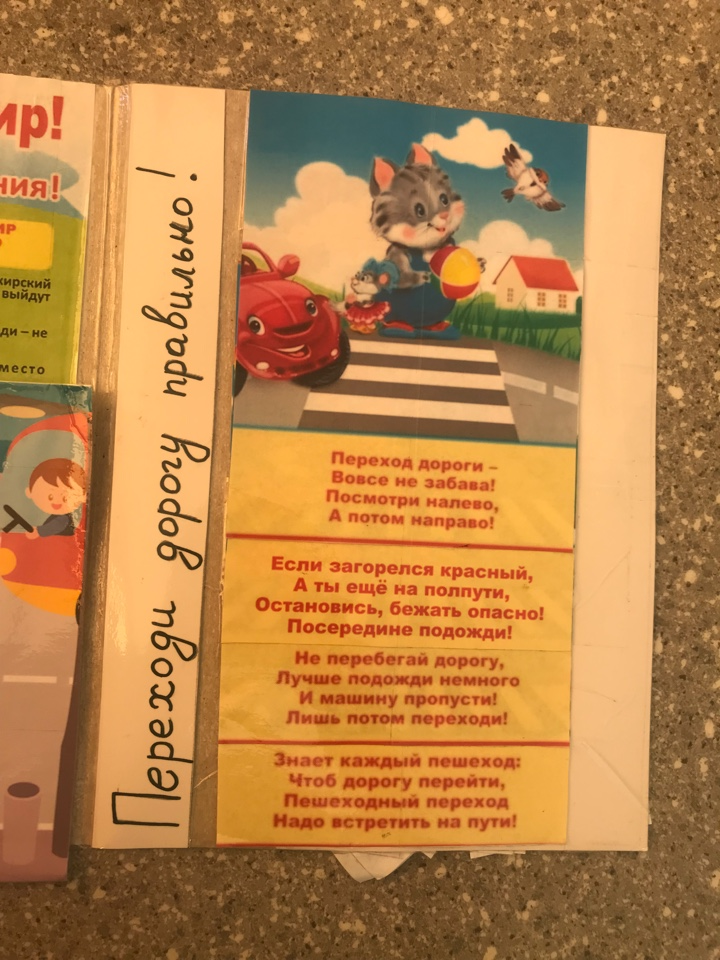 ир!
ния!
ИР
кирский
выйдут
ди – не
место
Переходи дорогу правильно!
Переход дороги –
Вовсе не забава!
Посмотри налево,
А потом направо!
Если загорелся красный,
А ты ещё на полпути,
Остановись, бежать опасно!
Посередине подожди!
Не перебегай дорогу,
Лучше подожди немного
И машину пропусти!
Лишь потом переходи!
Знает каждый пешеход:
Чтоб дорогу перейти,
Пешеходный переход
Надо встретить на пути!